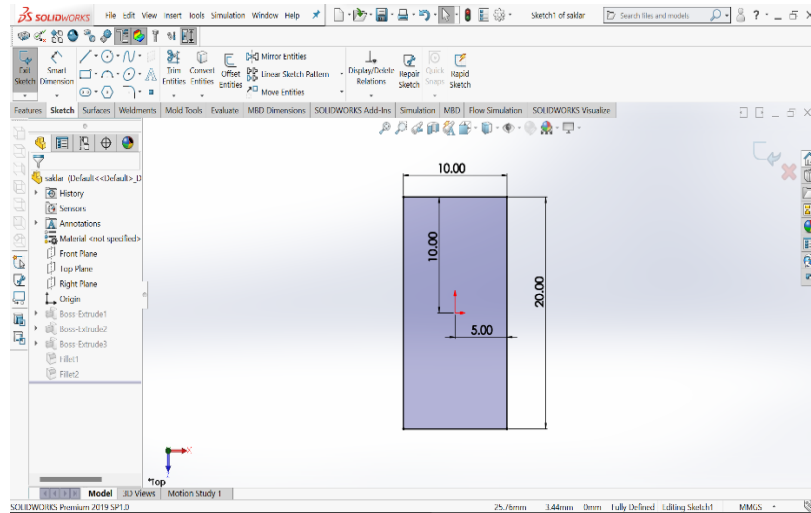 SOLIDWORKS File Edit View Insert Tools Simulation Window Help Sketch1 of saklar Search files and models
Exit Sketch
Smart Dimension
Trim Entities
Convert Entities
Offset Entities
Mirror Entities
Linear Sketch Pattern
Move Entities
Display/Delete Relations
Repair Sketch
Quick Snaps
Rapid Sketch
Features Sketch Surfaces Weldments Mold Tools Evaluate MBD Dimensions SOLIDWORKS Add-Ins Simulation MBD Flow Simulation SOLIDWORKS Visualize
saklar (Default<<Default>_D
History
Sensors
Annotations
Material <not specified>
Front Plane
Top Plane
Right Plane
Origin
Boss-Extrude1
Boss-Extrude2
Boss-Extrude3
Fillet1
Fillet2
10.00
10.00
20.00
5.00
*Top
Model 3D Views Motion Study 1
SOLIDWORKS Premium 2019 SP1.0 25.76mm 3.44mm 0mm Fully Defined Editing Sketch1 MMGS